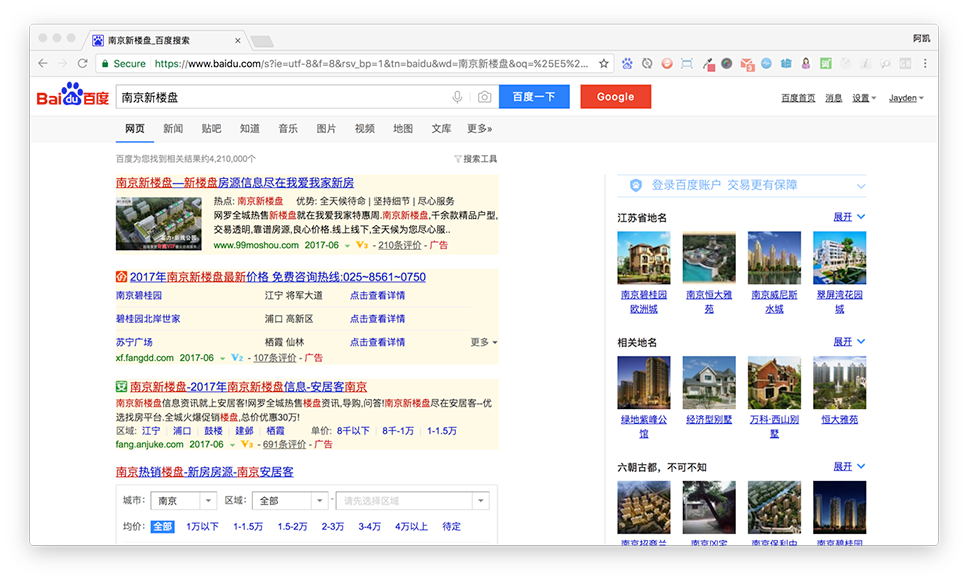 南京新楼盘_百度搜索
阿凯
Secure https://www.baidu.com/s?ie=utf-8&f=8&rsv_bp=1&tn=baidu&wd=南京新楼盘&oq=%25E5%2...
Bai du 百度 南京新楼盘 百度一下 Google 百度首页 消息 设置 Jayden
网页 新闻 贴吧 知道 音乐 图片 视频 地图 文库 更多»
百度为您找到相关结果约4,210,000个 搜索工具
南京新楼盘—新楼盘房源信息尽在我爱我家新房
热点: 南京新楼盘 优势: 全天候待命 | 坚持细节 | 尽心服务
网罗全城热售新楼盘就在我爱我家特惠周.南京新楼盘,千余款精品户型,
交易透明,靠谱房源,良心价格.线上线下,全天候为您尽心服..
www.99moshou.com 2017-06 V3 - 210条评价 - 广告
2017年南京新楼盘最新价格 免费咨询热线:025-8561-0750
南京碧桂园 江宁 将军大道 点击查看详情
碧桂园北岸世家 浦口 高新区 点击查看详情
苏宁广场 栖霞 仙林 点击查看详情 更多
xf.fangdd.com 2017-06 V2 - 107条评价 - 广告
南京新楼盘-2017年南京新楼盘信息-安居客南京
南京新楼盘信息资讯就上安居客!网罗全城热售楼盘资讯,导购,问答!南京新楼盘尽在安居客--优
选找房平台.全城火爆促销楼盘,总价优惠30万!
区域: 江宁 浦口 鼓楼 建邺 栖霞 单价: 8千以下 8千-1万 1-1.5万
fang.anjuke.com 2017-06 V3 - 691条评价 - 广告
南京热销楼盘-新房房源-南京安居客
城市: 南京 区域: 全部 - 请先选择区域
均价: 全部 1万以下 1-1.5万 1.5-2万 2-3万 3-4万 4万以上 待定
登录百度账户 交易更有保障
江苏省地名 展开
南京碧桂园 南京恒大雅 南京威尼斯 翠屏湾花园
欧洲城 苑 水城 城
相关地名 展开
绿地紫峰公 经济型别墅 万科·西山别 恒大雅苑
馆 墅
六朝古都，不可不知 展开
南京招商兰 南京凶宅 南京保利中 南京碧桂园